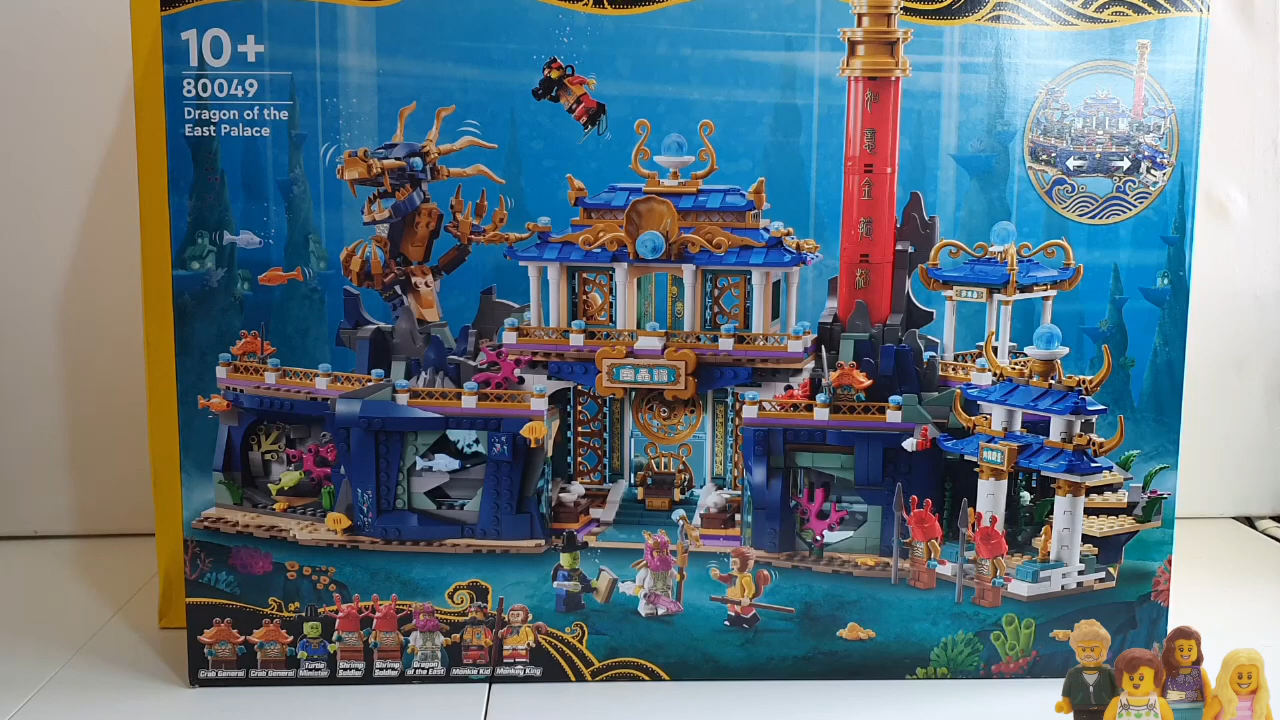 10+
80049
Dragon of the
East Palace
金
Crab General
Crab General
Turtle
Minister
Shrimp
Soldier
Shrimp
Soldier
Dragon
of the East
Monkie Kid
Monkey King